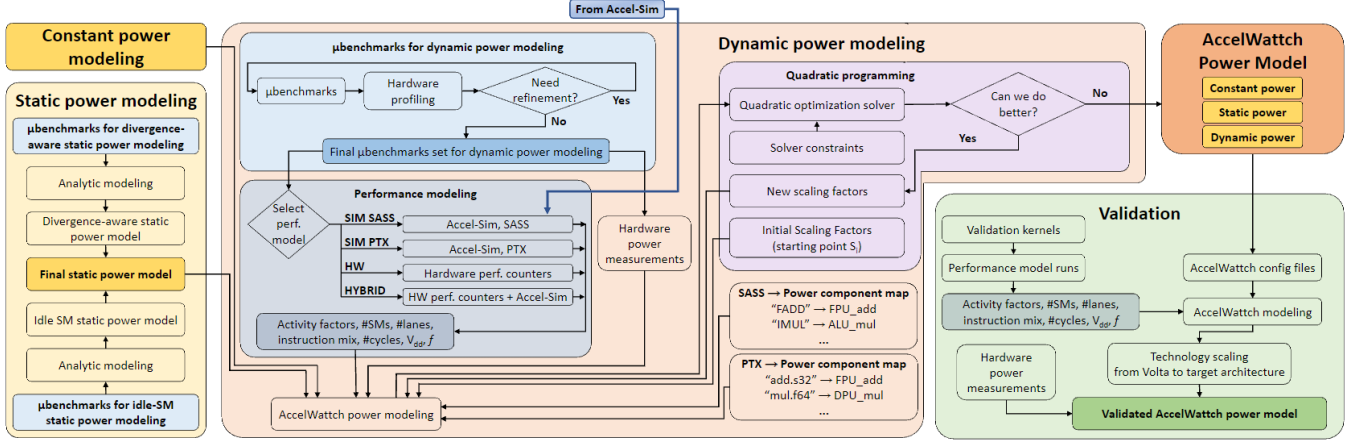 From Accel-Sim
Constant power
modeling
Static power modeling
μbenchmarks for divergence-
aware static power modeling
Analytic modeling
Divergence-aware static
power model
Final static power model
Idle SM static power model
Analytic modeling
μbenchmarks for idle-SM
static power modeling
Dynamic power modeling
μbenchmarks for dynamic power modeling
μbenchmarks
Hardware
profiling
Need
refinement?
Yes
No
Final μbenchmarks set for dynamic power modeling
Performance modeling
Select
perf.
model
SIM SASS
Accel-Sim, SASS
SIM PTX
Accel-Sim, PTX
HW
Hardware perf. counters
HYBRID
HW perf. counters + Accel-Sim
Activity factors, #SMs, #lanes,
instruction mix, #cycles, Vdd, f
Hardware
power
measurements
AccelWattch power modeling
Quadratic programming
Quadratic optimization solver
Can we do
better?
No
Yes
Solver constraints
New scaling factors
Initial Scaling Factors
(starting point Si)
SASS → Power component map
"FADD" → FPU_add
"IMUL" → ALU_mul
...
PTX → Power component map
"add.s32" → FPU_add
"mul.f64" → DPU_mul
...
AccelWattch
Power Model
Constant power
Static power
Dynamic power
Validation
Validation kernels
Performance model runs
Activity factors, #SMs, #lanes,
instruction mix, #cycles, Vdd, f
Hardware
power
measurements
AccelWattch config files
AccelWattch modeling
Technology scaling
from Volta to target architecture
Validated AccelWattch power model